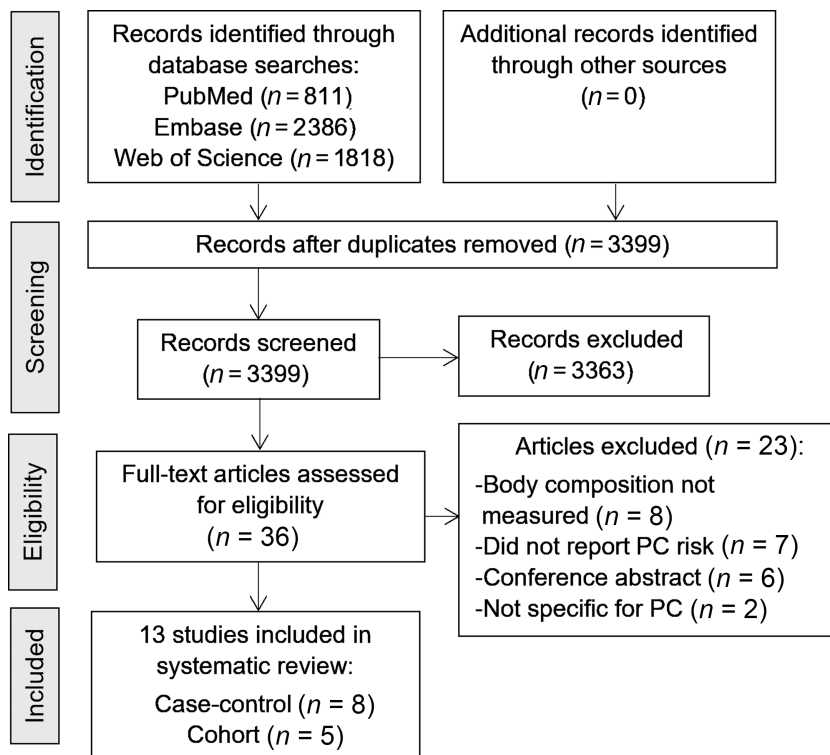 Identification
Records identified through
database searches:
PubMed (n = 811)
Embase (n = 2386)
Web of Science (n = 1818)
Additional records identified
through other sources
(n = 0)
Screening
Records after duplicates removed (n = 3399)
Records screened
(n = 3399)
Records excluded
(n = 3363)
Eligibility
Full-text articles assessed
for eligibility
(n = 36)
Articles excluded (n = 23):
-Body composition not
measured (n = 8)
-Did not report PC risk (n = 7)
-Conference abstract (n = 6)
-Not specific for PC (n = 2)
Included
13 studies included in
systematic review:
Case-control (n = 8)
Cohort (n = 5)